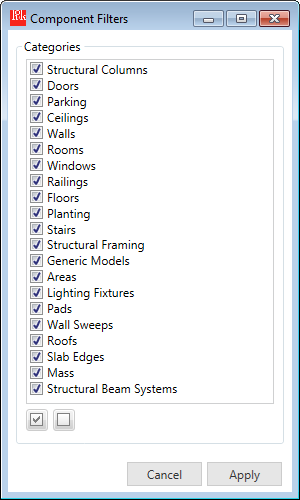 Component Filters
Categories
Structural Columns
Doors
Parking
Ceilings
Walls
Rooms
Windows
Railings
Floors
Planting
Stairs
Structural Framing
Generic Models
Areas
Lighting Fixtures
Pads
Wall Sweeps
Roofs
Slab Edges
Mass
Structural Beam Systems
Cancel
Apply